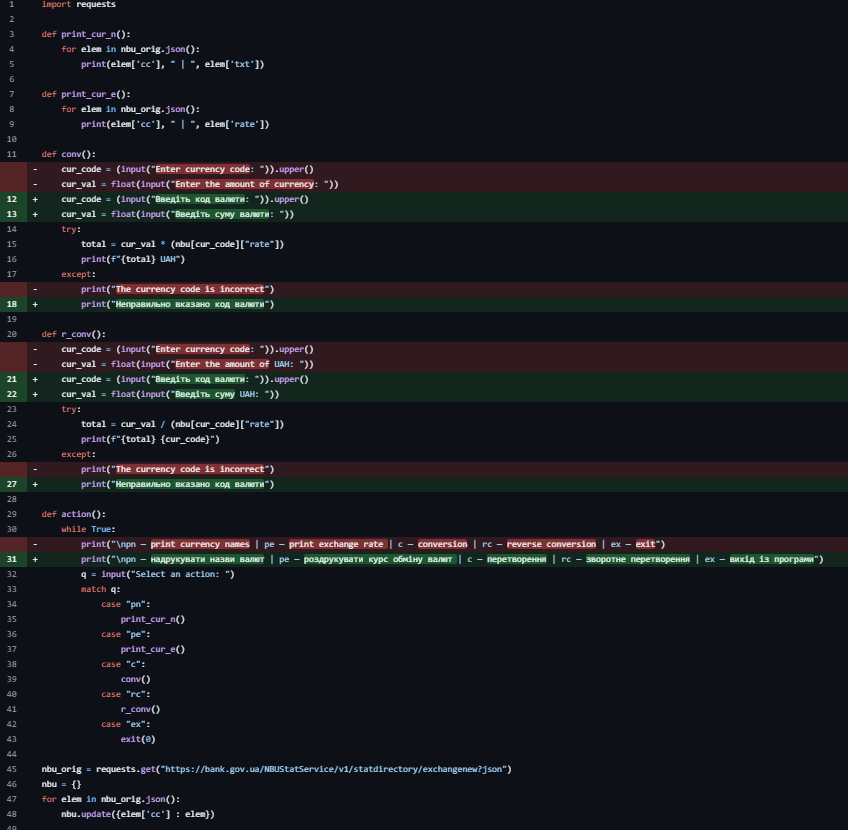 1 import requests
2
3 def print_cur_n():
4 for elem in nbu_orig.json():
5 print(elem['cc'], " | ", elem['txt'])
6
7 def print_cur_e():
8 for elem in nbu_orig.json():
9 print(elem['cc'], " | ", elem['rate'])
10
11 def conv():
- cur_code = (input("Enter currency code: ")).upper()
- cur_val = float(input("Enter the amount of currency: "))
12 + cur_code = (input("Введіть код валюти: ")).upper()
13 + cur_val = float(input("Введіть суму валюти: "))
14 try:
15 total = cur_val * (nbu[cur_code]["rate"])
16 print(f"{total} UAH")
17 except:
- print("The currency code is incorrect")
18 + print("Неправильно вказано код валюти")
19
20 def r_conv():
- cur_code = (input("Enter currency code: ")).upper()
- cur_val = float(input("Enter the amount of UAH: "))
21 + cur_code = (input("Введіть код валюти: ")).upper()
22 + cur_val = float(input("Введіть суму UAH: "))
23 try:
24 total = cur_val / (nbu[cur_code]["rate"])
25 print(f"{total} {cur_code}")
26 except:
- print("The currency code is incorrect")
27 + print("Неправильно вказано код валюти")
28
29 def action():
30 while True:
- print("\npn — print currency names | pe — print exchange rate | c — conversion | rc — reverse conversion | ex — exit")
31 + print("\npn — надрукувати назви валют | pe — роздрукувати курс обміну валют | c — перетворення | rc — зворотне перетворення | ex — вихід із програми")
32 q = input("Select an action: ")
33 match q:
34 case "pn":
35 print_cur_n()
36 case "pe":
37 print_cur_e()
38 case "c":
39 conv()
40 case "rc":
41 r_conv()
42 case "ex":
43 exit(0)
44
45 nbu_orig = requests.get("https://bank.gov.ua/NBUStatService/v1/statdirectory/exchangenew?json")
46 nbu = {}
47 for elem in nbu_orig.json():
48 nbu.update({elem['cc'] : elem})
49